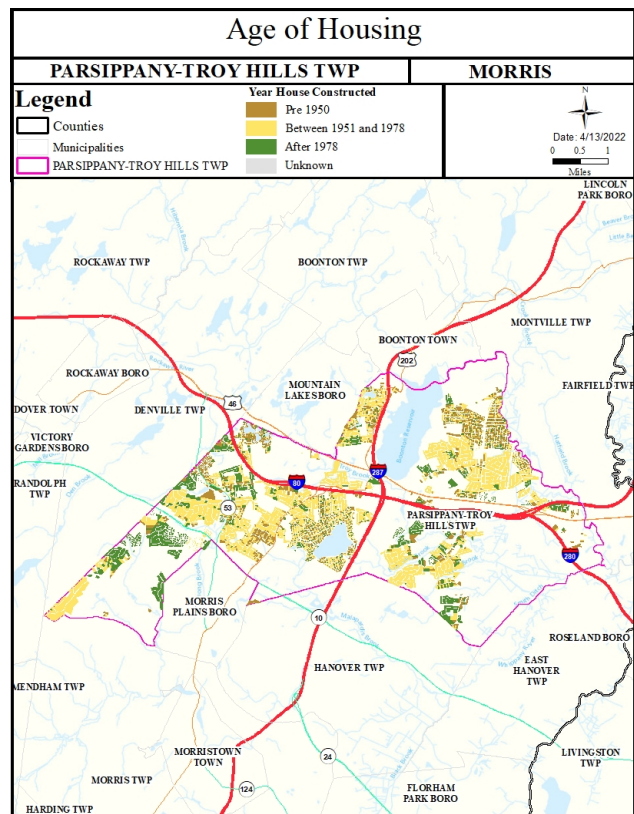 Age of Housing
PARSIPPANY-TROY HILLS TWP
MORRIS
Legend
Counties
Municipalities
PARSIPPANY-TROY HILLS TWP
Year House Constructed
Pre 1950
Between 1951 and 1978
After 1978
Unknown
N
Date: 4/13/2022
0 0.5 1
Miles
LINCOLN
PARK BORO
ROCKAWAY TWP
BOONTON TWP
MONTVILLE TWP
BOONTON TOWN
202
ROCKAWAY BORO
MOUNTAIN
LAKES BORO
FAIRFIELD TWP
46
DOVER TOWN
DENVILLE TWP
VICTORY
GARDENS BORO
Boonton Reservoir
RANDOLPH
TWP
287
80
53
PARSIPPANY-TROY
HILLS TWP
280
MORRIS
PLAINS BORO
10
ROSELAND BORO
HANOVER TWP
EAST
HANOVER
TWP
MENDHAM TWP
MORRISTOWN
TOWN
24
LIVINGSTON
TWP
MORRIS TWP
124
FLORHAM
PARK BORO
HARDING TWP